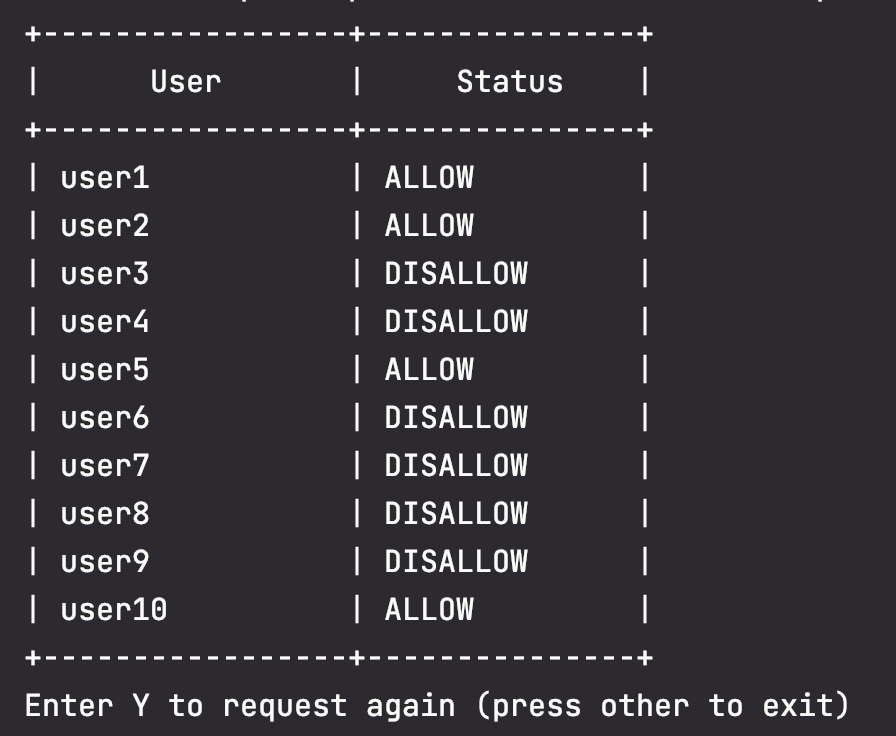 +-----------------+---------------+
|      User       |     Status    |
+-----------------+---------------+
| user1           | ALLOW         |
| user2           | ALLOW         |
| user3           | DISALLOW      |
| user4           | DISALLOW      |
| user5           | ALLOW         |
| user6           | DISALLOW      |
| user7           | DISALLOW      |
| user8           | DISALLOW      |
| user9           | DISALLOW      |
| user10          | ALLOW         |
+-----------------+---------------+
Enter Y to request again (press other to exit)